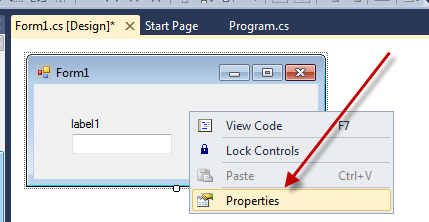 Form1.cs [Design]* Start Page Program.cs
Form1
label1
View Code F7
Lock Controls
Paste Ctrl+V
Properties